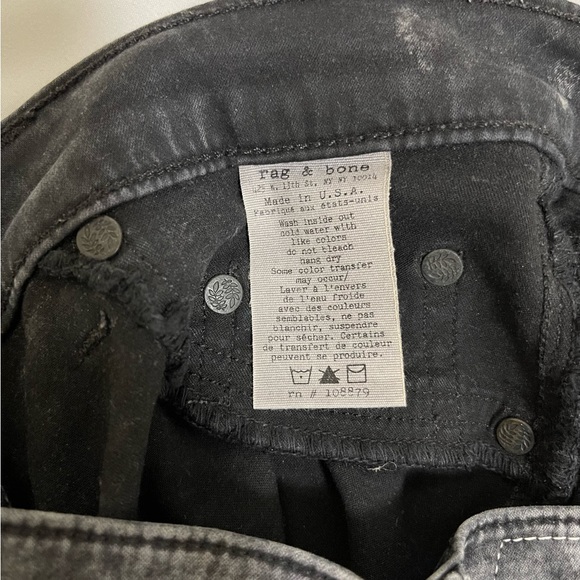 rag & bone
425 W. 13th St. NY NY 10014
Made in U.S.A.
Fabriqué aux états-unis
Wash inside out
cold water with
like colors
do not bleach
hang dry
Some color transfer
may occur/
Laver à l'envers
de l'eau froide
avec des couleurs
semblables, ne pas
blanchir, suspendre
pour sécher. Certains
de transfert de couleur
peuvent se produire.
rn # 108879